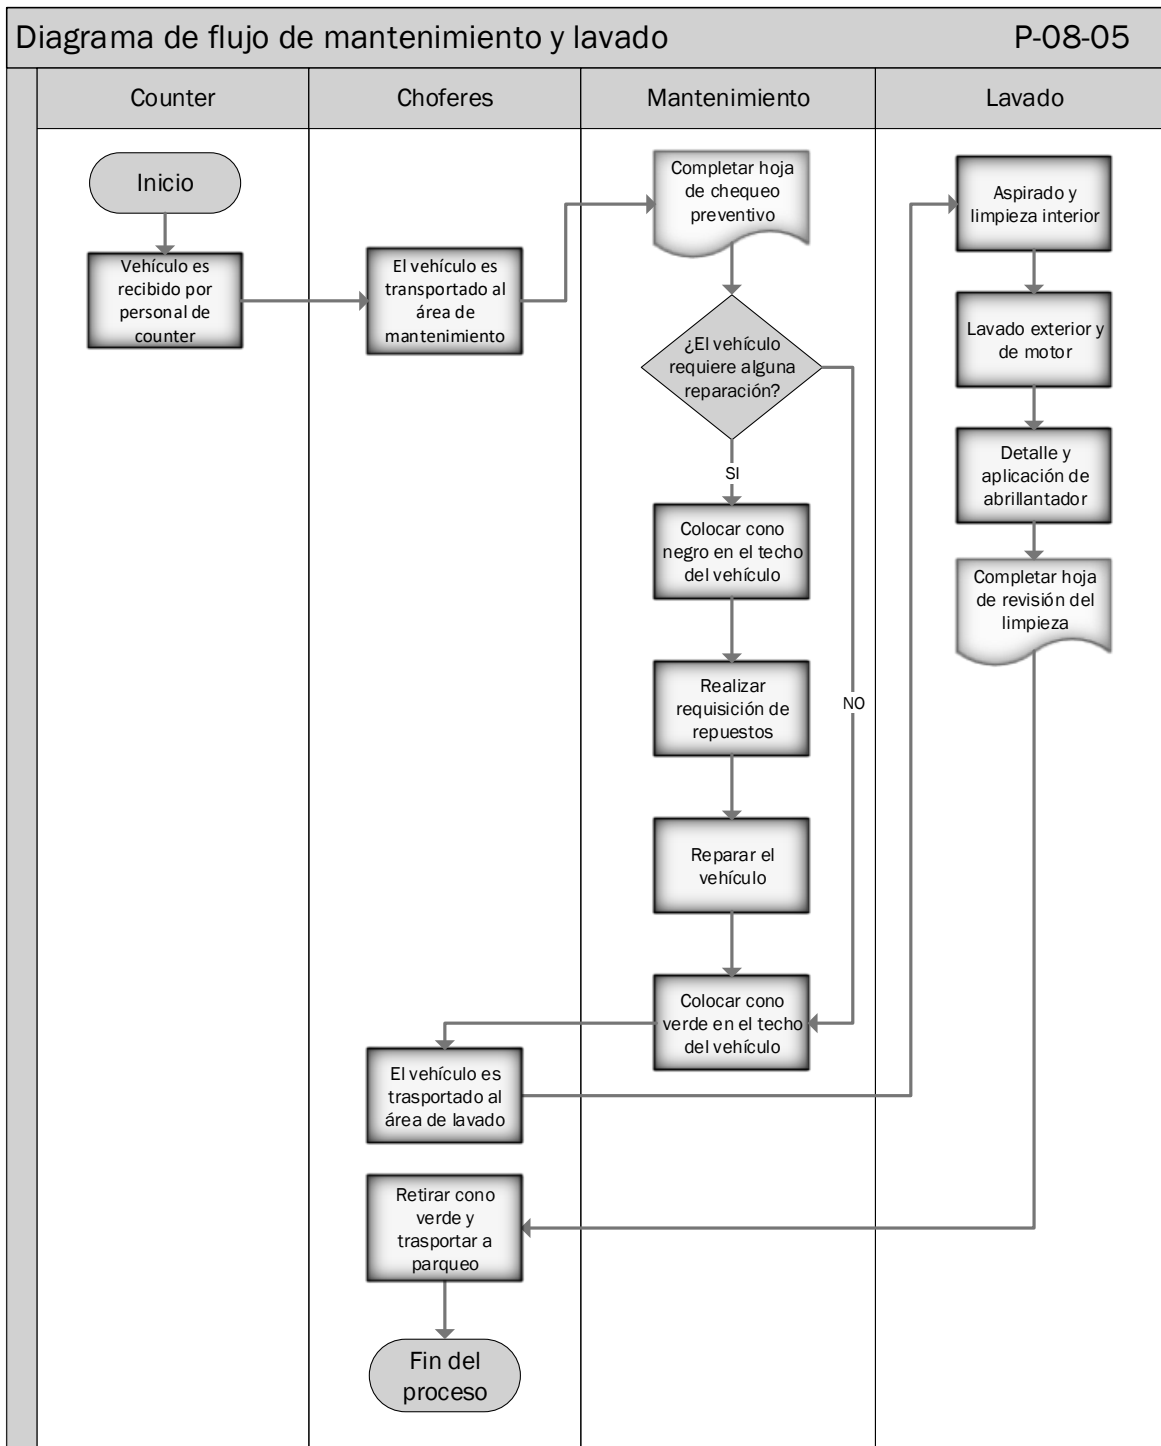 Diagrama de flujo de mantenimiento y lavado
P-08-05
Counter
Choferes
Mantenimiento
Lavado
Inicio
Vehículo es
recibido por
personal de
counter
El vehículo es
transportado al
área de
mantenimiento
Completar hoja
de chequeo
preventivo
¿El vehículo
requiere alguna
reparación?
SI
NO
Colocar cono
negro en el techo
del vehículo
Realizar
requisición de
repuestos
Reparar el
vehículo
Colocar cono
verde en el techo
del vehículo
El vehículo es
trasportado al
área de lavado
Aspirado y
limpieza interior
Lavado exterior y
de motor
Detalle y
aplicación de
abrillantador
Completar hoja
de revisión del
limpieza
Retirar cono
verde y
trasportar a
parqueo
Fin del
proceso